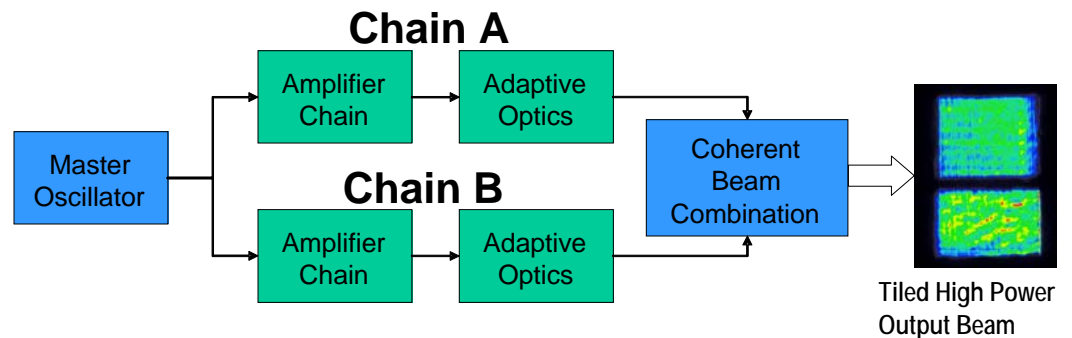 Chain A
Amplifier
Chain
Adaptive
Optics
Master
Oscillator
Coherent
Beam
Combination
Chain B
Amplifier
Chain
Adaptive
Optics
Tiled High Power
Output Beam